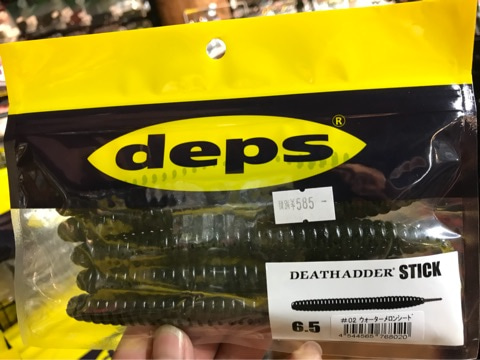 deps®
税抜¥585-
DEATHADDER® STICK
6.5
#02 ウォーターメロンシード
4544565768020